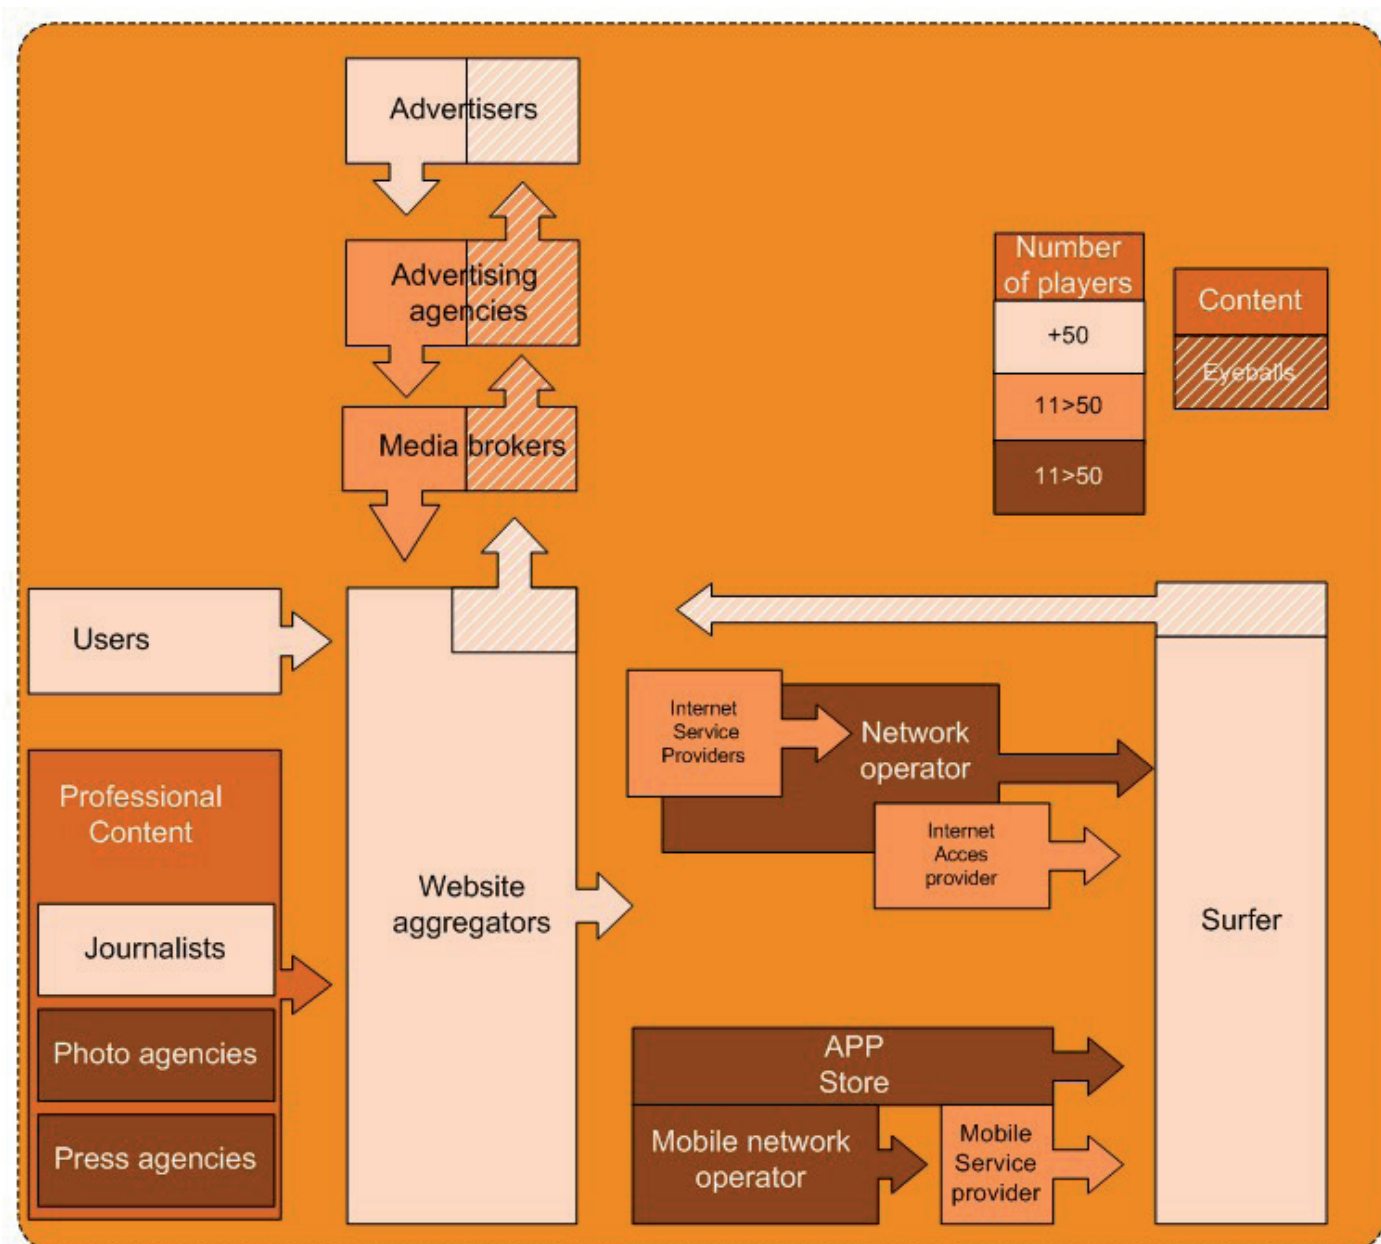 Advertisers
Advertising
agencies
Media brokers
Number
of players
+50
11>50
11>50
Content
Eyeballs
Users
Professional
Content
Journalists
Photo agencies
Press agencies
Website
aggregators
Internet
Service
Providers
Network
operator
Internet
Acces
provider
Surfer
APP
Store
Mobile network
operator
Mobile
Service
provider